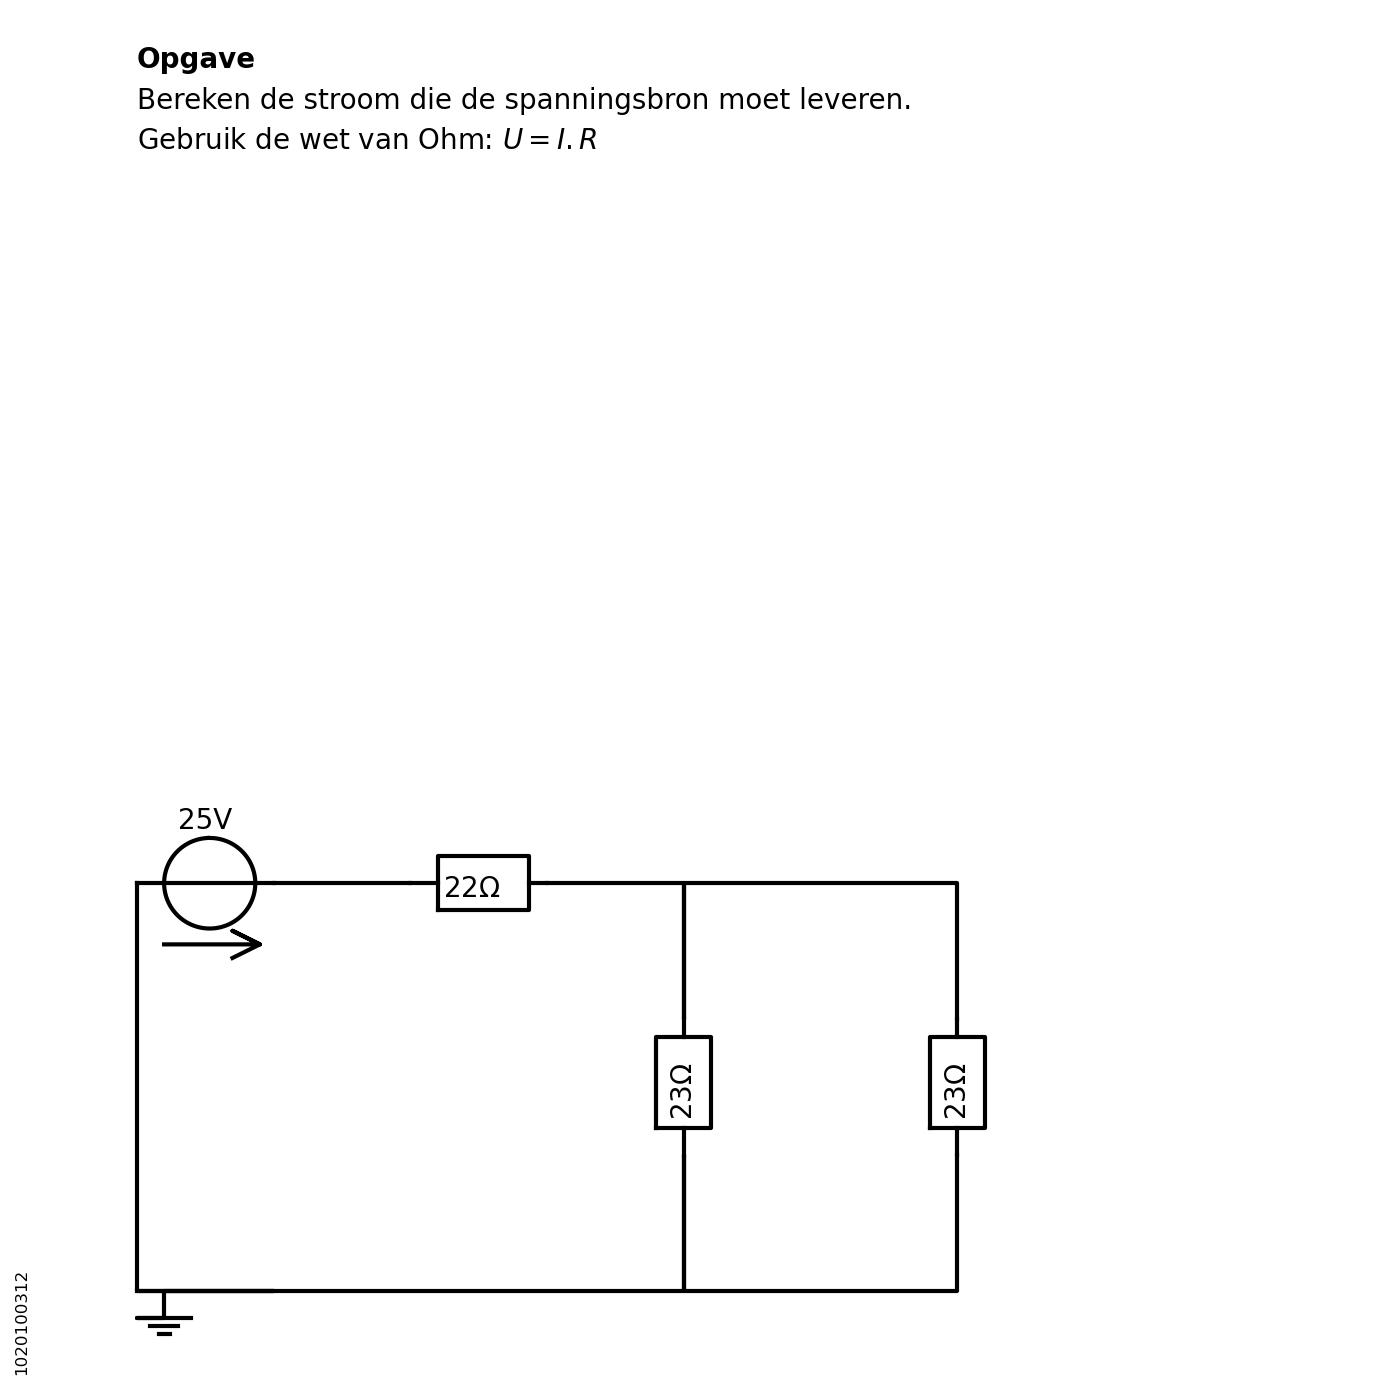 Opgave
Bereken de stroom die de spanningsbron moet leveren.
Gebruik de wet van Ohm: U = I. R
25V
22Ω
23Ω
23Ω
1020100312